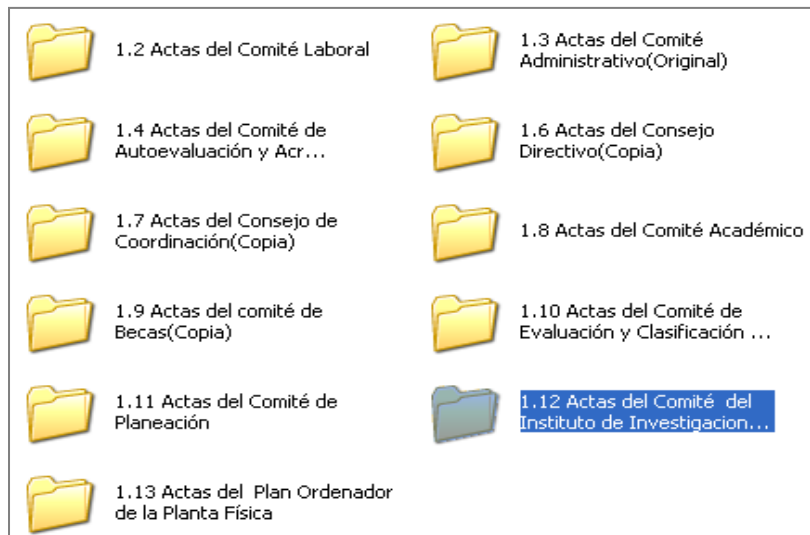 1.2 Actas del Comité Laboral
1.3 Actas del Comité
Administrativo(Original)
1.4 Actas del Comité de
Autoevaluación y Acr...
1.6 Actas del Consejo
Directivo(Copia)
1.7 Actas del Consejo de
Coordinación(Copia)
1.8 Actas del Comité Académico
1.9 Actas del comité de
Becas(Copia)
1.10 Actas del Comité de
Evaluación y Clasificación ...
1.11 Actas del Comité de
Planeación
1.12 Actas del Comité  del
Instituto de Investigacion...
1.13 Actas del  Plan Ordenador
de la Planta Física